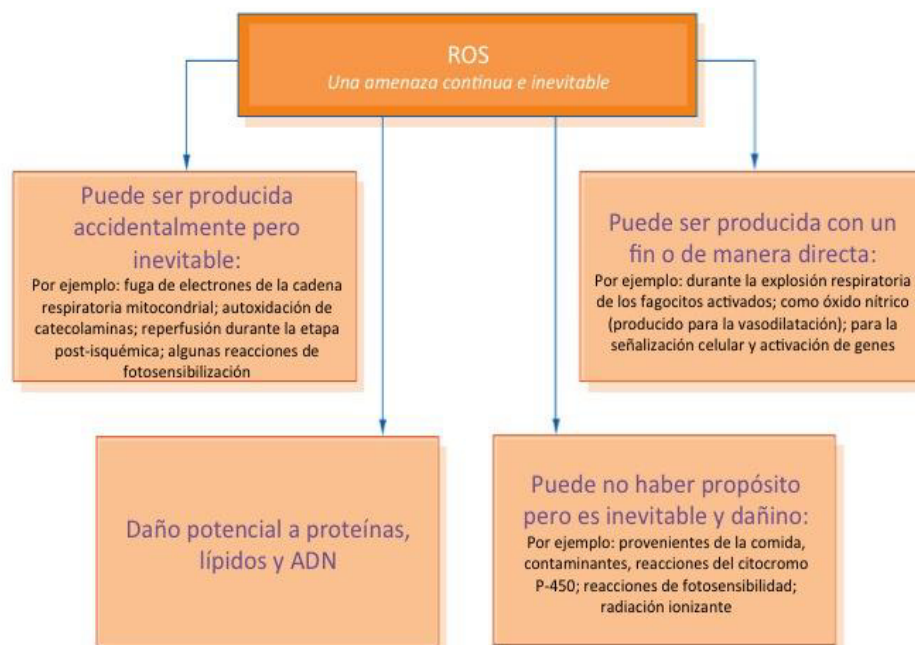 ROS
Una amenaza continua e inevitable
Puede ser producida
accidentalmente pero
inevitable:
Por ejemplo: fuga de electrones de la cadena
respiratoria mitocondrial; autoxidación de
catecolaminas; reperfusión durante la etapa
post-isquémica; algunas reacciones de
fotosensibilización
Puede ser producida con un
fin o de manera directa:
Por ejemplo: durante la explosión respiratoria
de los fagocitos activados; como óxido nítrico
(producido para la vasodilatación); para la
señalización celular y activación de genes
Daño potencial a proteínas,
lípidos y ADN
Puede no haber propósito
pero es inevitable y dañino:
Por ejemplo: provenientes de la comida,
contaminantes, reacciones del citocromo
P-450; reacciones de fotosensibilidad;
radiación ionizante